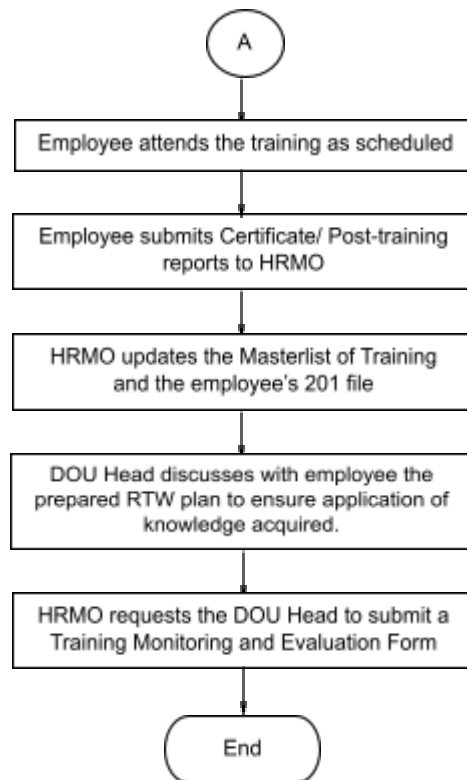 A
Employee attends the training as scheduled
Employee submits Certificate/ Post-training
reports to HRMO
HRMO updates the Masterlist of Training
and the employee's 201 file
DOU Head discusses with employee the
prepared RTW plan to ensure application of
knowledge acquired.
HRMO requests the DOU Head to submit a
Training Monitoring and Evaluation Form
End